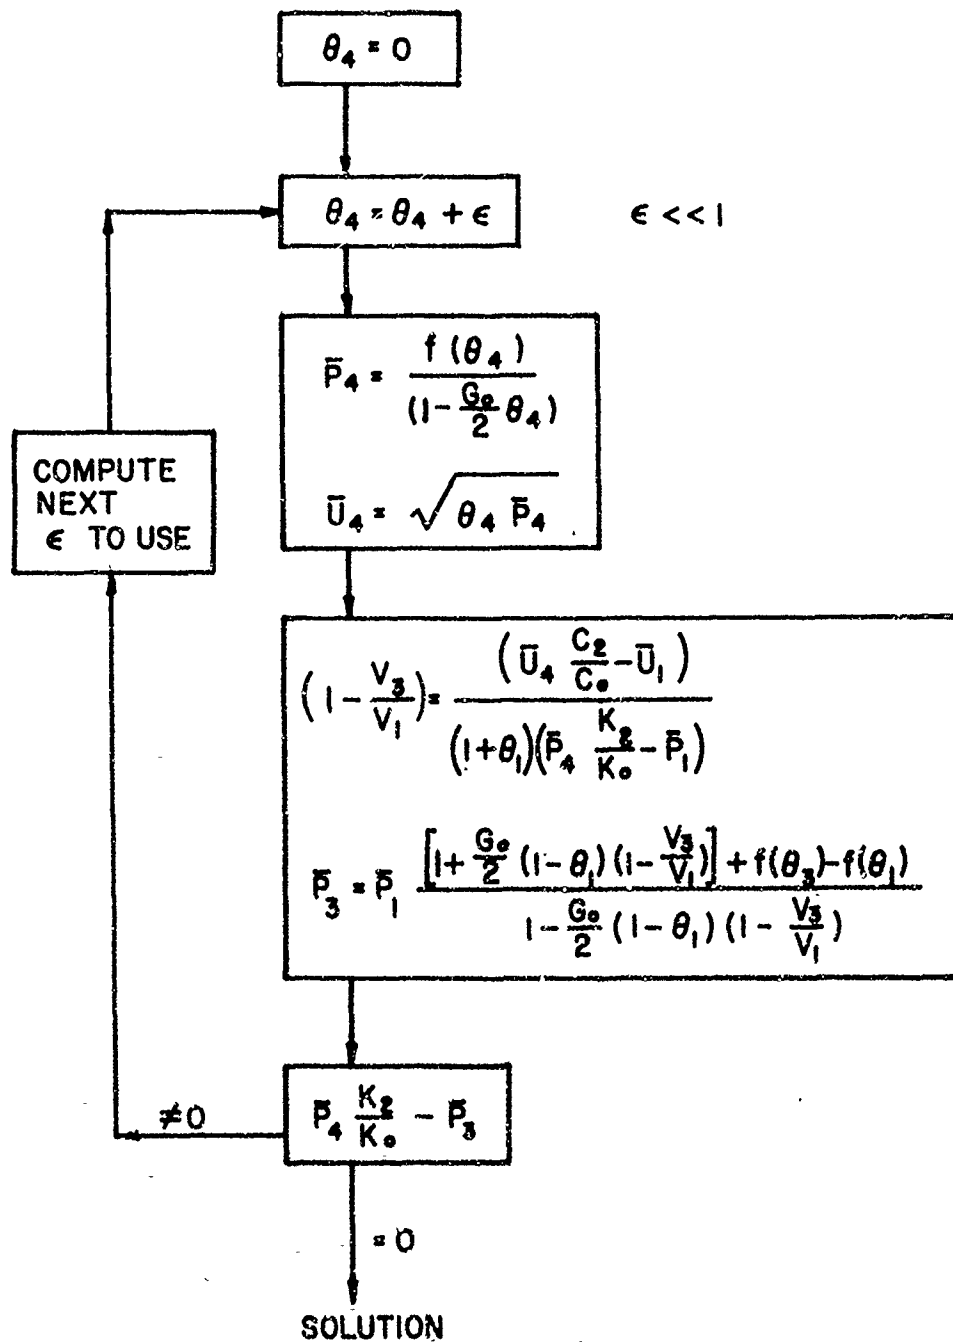 θ₄ = 0
θ₄ = θ₄ + ϵ
ϵ << 1
P̄₄ = f(θ₄) / (1 - G₀/2 θ₄)
Ū₄ = √(θ₄ P̄₄)
COMPUTE
NEXT
ϵ TO USE
(1 - V₃/V₁) = (Ū₄ C₂/C₀ - Ū₁) / (1+θ₁)(P̄₄ K₂/K₀ - P̄₁)
P̄₃ = P̄₁ [1 + G₀/2 (1-θ₁)(1 - V₃/V₁)] + f(θ₃) - f(θ₁) / 1 - G₀/2 (1-θ₁)(1 - V₃/V₁)
P̄₄ K₂/K₀ - P̄₃
≠0
= 0
SOLUTION